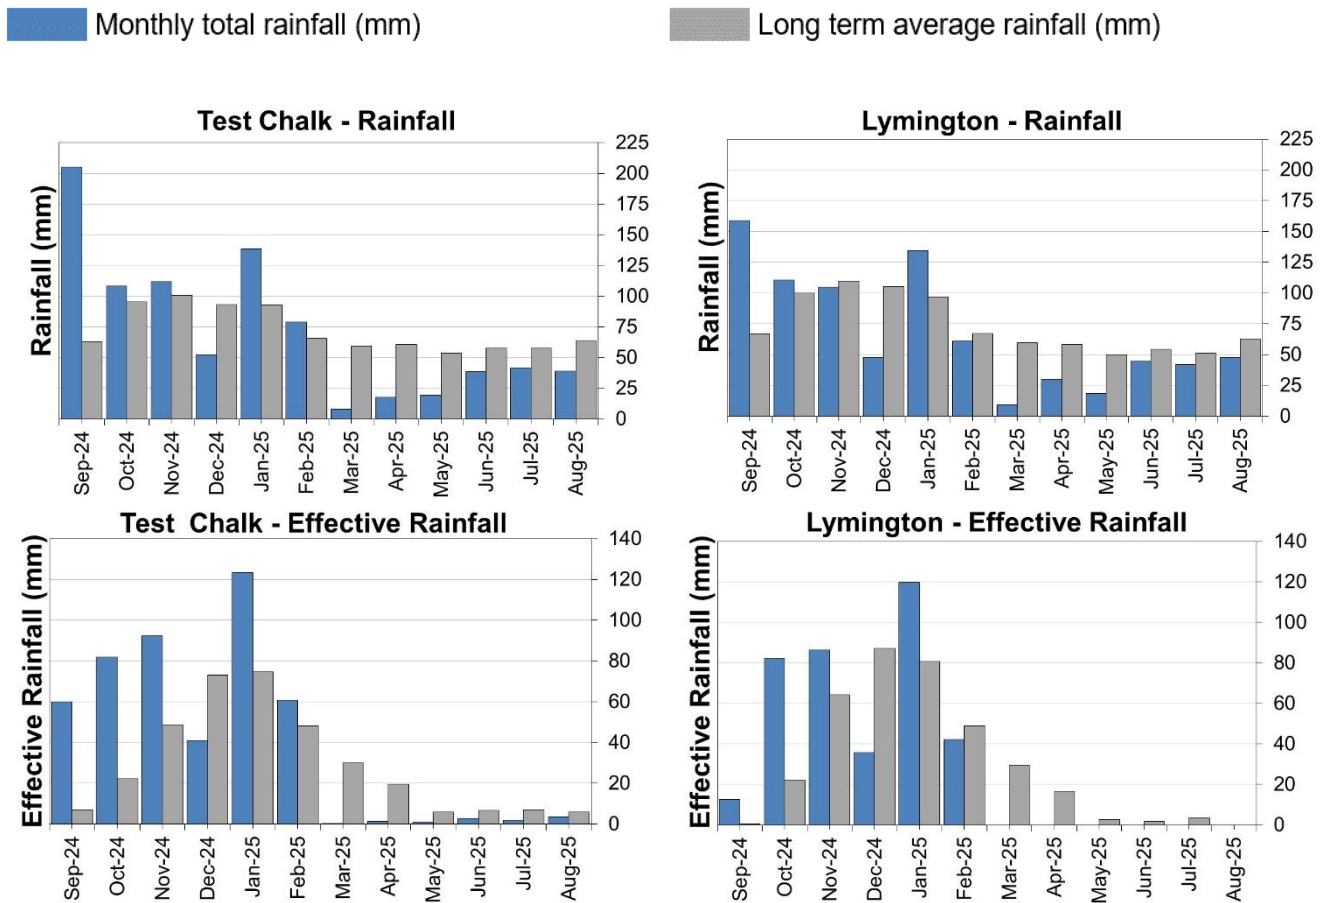 Monthly total rainfall (mm)
Long term average rainfall (mm)
Test Chalk - Rainfall
Rainfall (mm)
225
200
175
150
125
100
75
50
25
0
Sep-24
Oct-24
Nov-24
Dec-24
Jan-25
Feb-25
Mar-25
Apr-25
May-25
Jun-25
Jul-25
Aug-25
Lymington - Rainfall
Rainfall (mm)
225
200
175
150
125
100
75
50
25
0
Sep-24
Oct-24
Nov-24
Dec-24
Jan-25
Feb-25
Mar-25
Apr-25
May-25
Jun-25
Jul-25
Aug-25
Test Chalk - Effective Rainfall
Effective Rainfall (mm)
140
120
100
80
60
40
20
0
Sep-24
Oct-24
Nov-24
Dec-24
Jan-25
Feb-25
Mar-25
Apr-25
May-25
Jun-25
Jul-25
Aug-25
Lymington - Effective Rainfall
Effective Rainfall (mm)
140
120
100
80
60
40
20
0
Sep-24
Oct-24
Nov-24
Dec-24
Jan-25
Feb-25
Mar-25
Apr-25
May-25
Jun-25
Jul-25
Aug-25